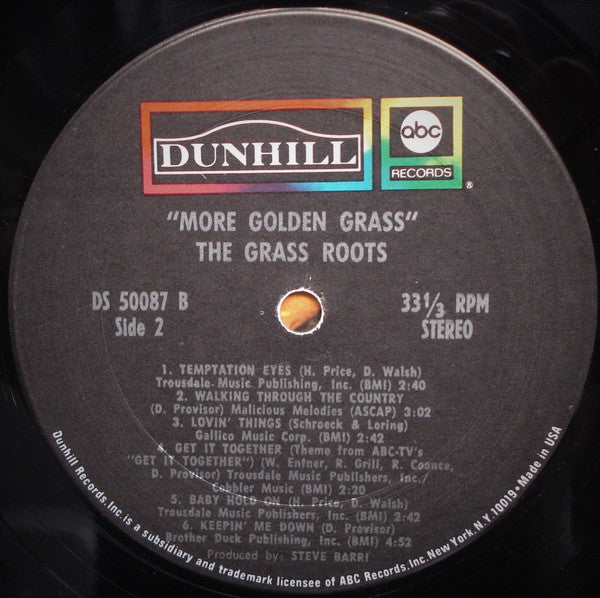 DUNHILL
abc
RECORDS
®
"MORE GOLDEN GRASS"
THE GRASS ROOTS
DS 50087 B
Side 2
33 1/3 RPM
STEREO
1. TEMPTATION EYES (H. Price, D. Walsh)
Trousdale Music Publishing, Inc. (BMI) 2:40
2. WALKING THROUGH THE COUNTRY
(D. Provisor) Malicious Melodies (ASCAP) 3:02
3. LOVIN' THINGS (Schroeck & Loring)
Gallico Music Corp. (BMI) 2:42
4. GET IT TOGETHER (Theme from ABC-TV's
"GET IT TOGETHER") (W. Entner, R. Grill, R. Coonce,
D. Provisor) Trousdale Music Publishers, Inc./
Cobbler Music (BMI) 2:20
5. BABY HOLD ON (H. Price, D. Walsh)
Trousdale Music Publishers, Inc. (BMI) 2:42
6. KEEPIN' ME DOWN (D. Provisor)
Brother Duck Publishing, Inc. (BMI) 4:52
Produced by: STEVE BARRI
Dunhill Records, Inc. is a subsidiary and trademark licensee of ABC Records, Inc. New York, N.Y. 10019 • Made in USA